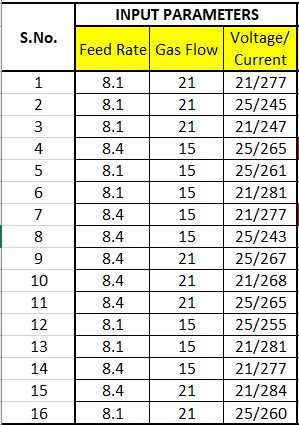 INPUT PARAMETERS
S.No. Feed Rate Gas Flow Voltage/
Current
1 8.1 21 21/277
2 8.1 21 25/245
3 8.1 21 21/247
4 8.4 15 25/265
5 8.1 15 25/261
6 8.1 15 21/281
7 8.4 15 21/277
8 8.4 15 25/243
9 8.4 21 25/267
10 8.4 21 21/268
11 8.4 21 25/265
12 8.1 15 25/255
13 8.1 15 21/281
14 8.4 15 21/277
15 8.4 21 21/284
16 8.1 21 25/260